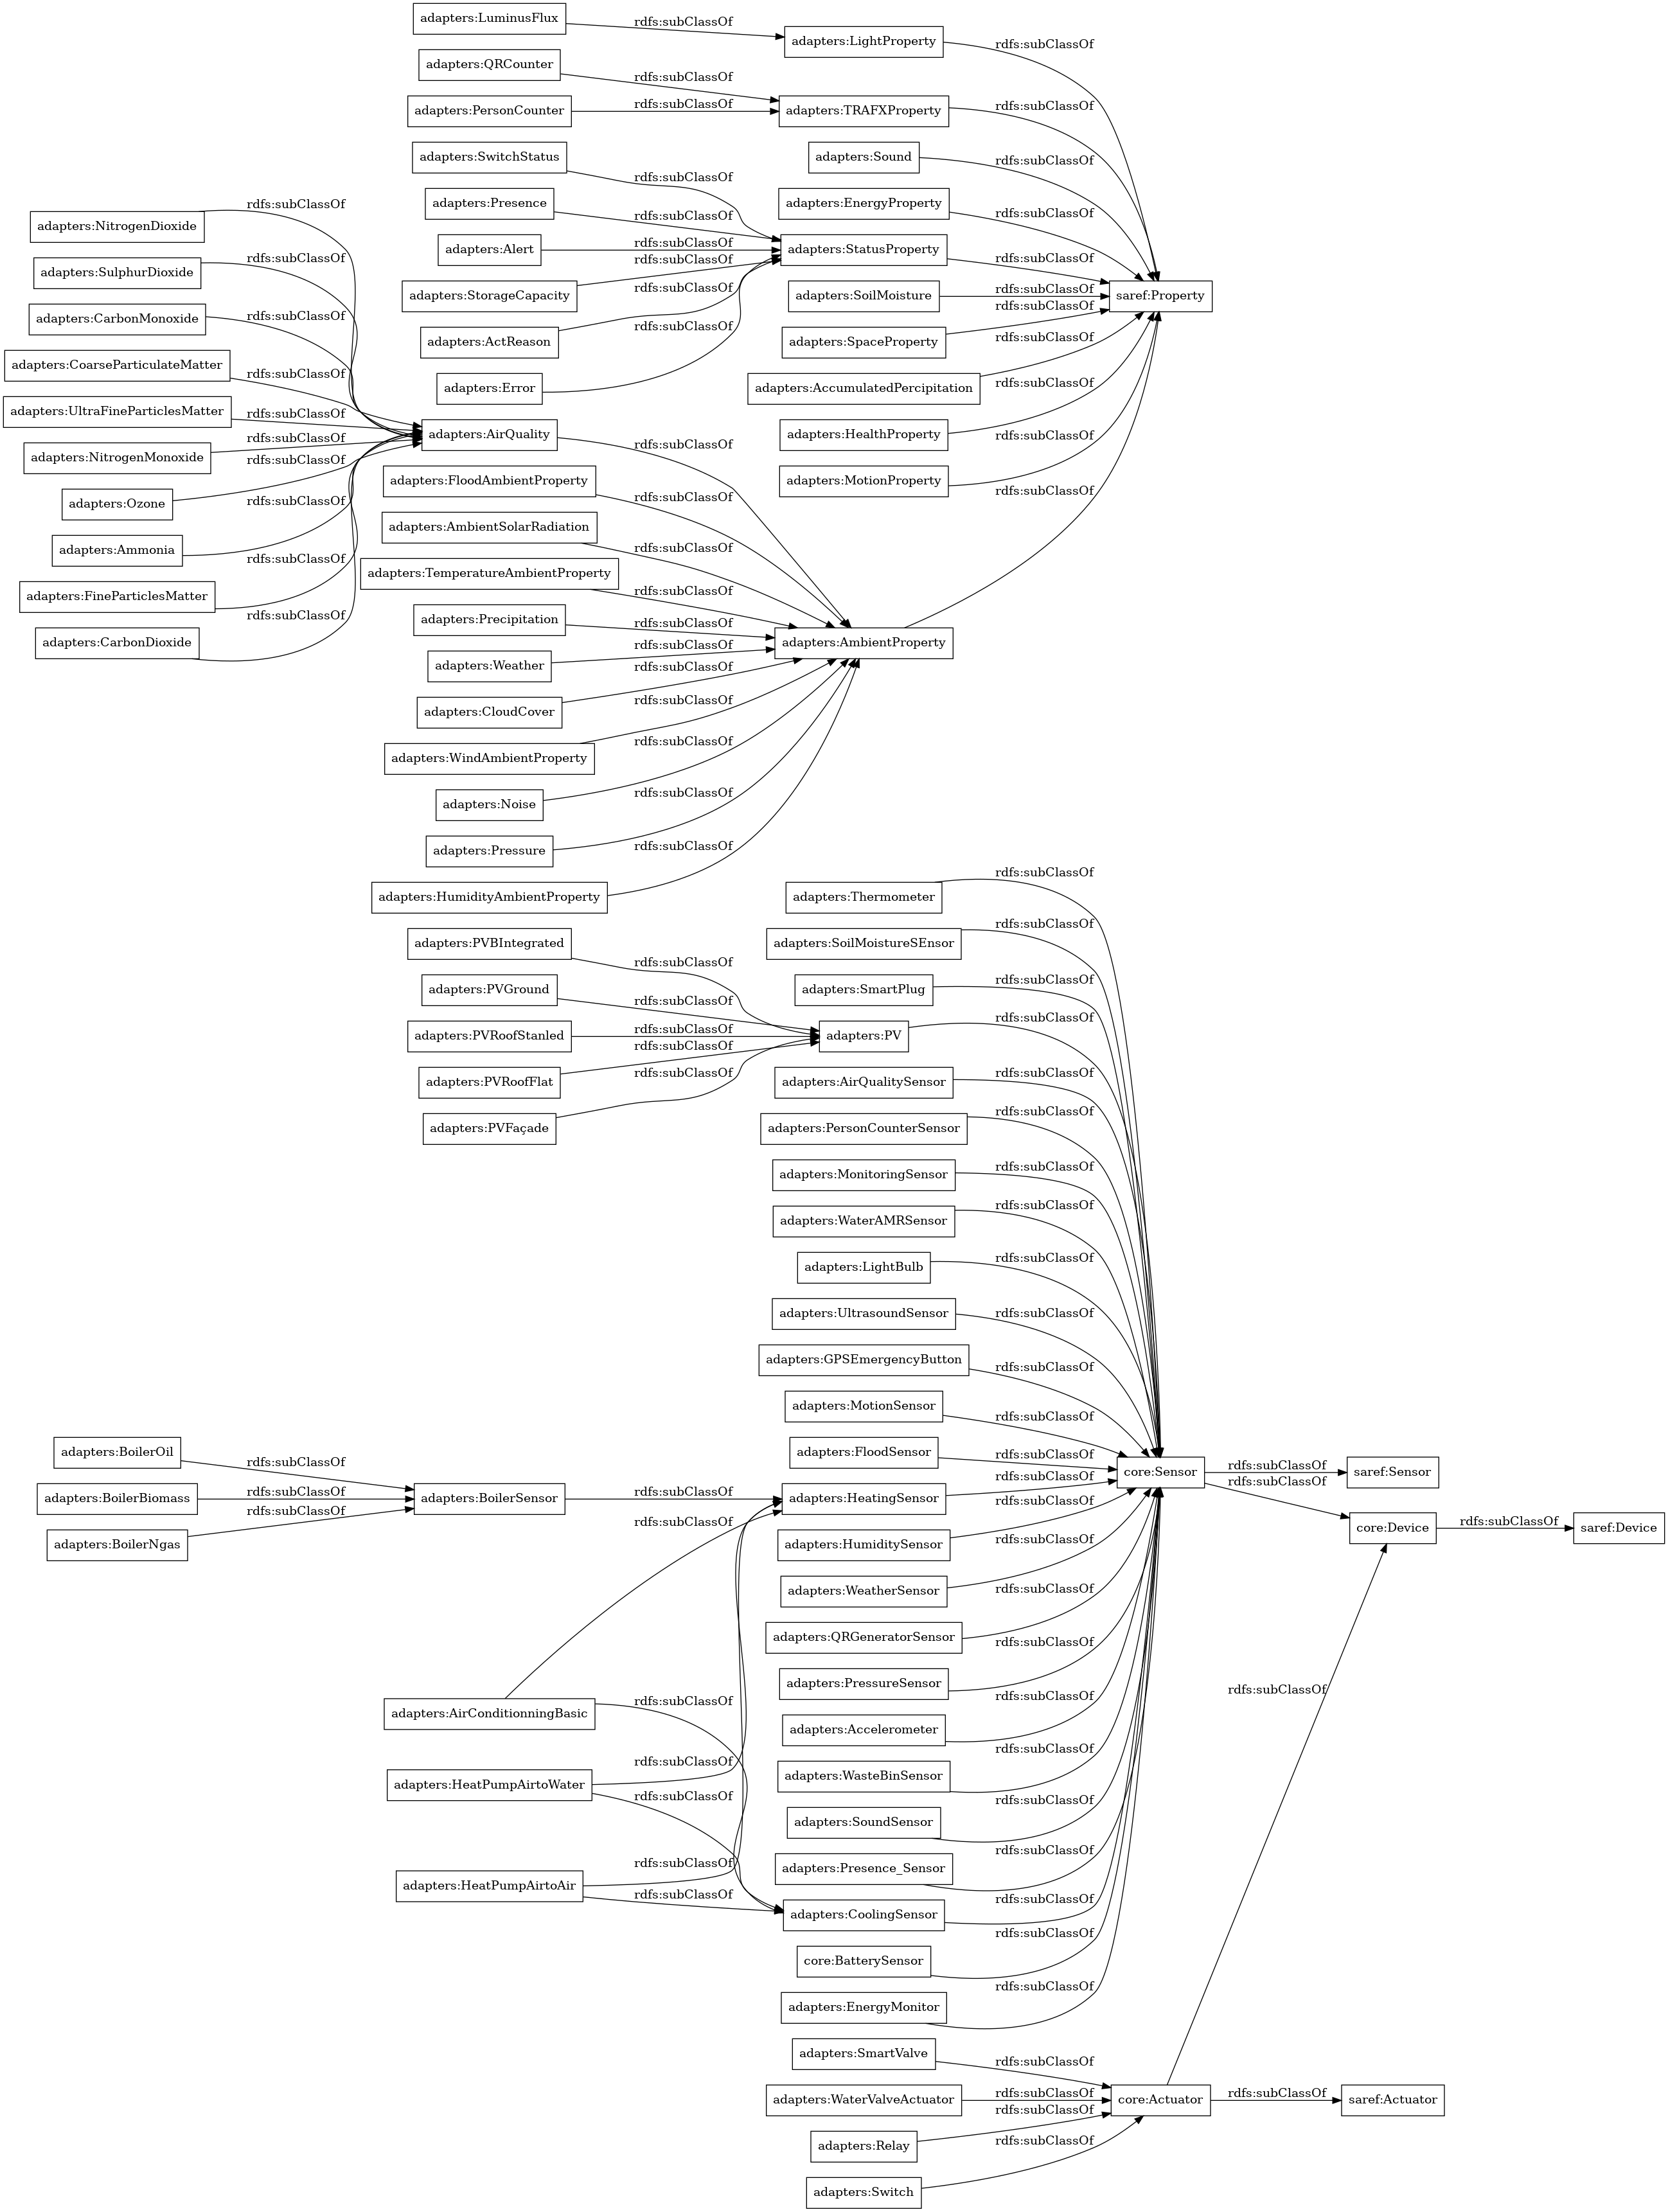 adapters:LuminusFlux
rdfs:subClassOf
adapters:LightProperty
rdfs:subClassOf
adapters:QRCounter
rdfs:subClassOf
adapters:PersonCounter
rdfs:subClassOf
adapters:TRAFXProperty
rdfs:subClassOf
adapters:SwitchStatus
rdfs:subClassOf
adapters:Sound
rdfs:subClassOf
adapters:Presence
rdfs:subClassOf
adapters:EnergyProperty
rdfs:subClassOf
adapters:Alert
rdfs:subClassOf
adapters:StatusProperty
rdfs:subClassOf
adapters:StorageCapacity
rdfs:subClassOf
adapters:SoilMoisture
rdfs:subClassOf
saref:Property
adapters:ActReason
rdfs:subClassOf
adapters:SpaceProperty
rdfs:subClassOf
adapters:Error
rdfs:subClassOf
adapters:AccumulatedPercipitation
rdfs:subClassOf
adapters:HealthProperty
rdfs:subClassOf
adapters:MotionProperty
rdfs:subClassOf
adapters:NitrogenDioxide
rdfs:subClassOf
adapters:SulphurDioxide
rdfs:subClassOf
adapters:CarbonMonoxide
rdfs:subClassOf
adapters:CoarseParticulateMatter
rdfs:subClassOf
adapters:UltraFineParticlesMatter
rdfs:subClassOf
adapters:NitrogenMonoxide
rdfs:subClassOf
adapters:Ozone
rdfs:subClassOf
adapters:Ammonia
rdfs:subClassOf
adapters:FineParticlesMatter
rdfs:subClassOf
adapters:CarbonDioxide
rdfs:subClassOf
adapters:AirQuality
rdfs:subClassOf
adapters:FloodAmbientProperty
rdfs:subClassOf
adapters:AmbientSolarRadiation
rdfs:subClassOf
adapters:TemperatureAmbientProperty
rdfs:subClassOf
adapters:Precipitation
rdfs:subClassOf
adapters:Weather
rdfs:subClassOf
adapters:CloudCover
rdfs:subClassOf
adapters:WindAmbientProperty
rdfs:subClassOf
adapters:Noise
rdfs:subClassOf
adapters:Pressure
rdfs:subClassOf
adapters:HumidityAmbientProperty
rdfs:subClassOf
adapters:AmbientProperty
rdfs:subClassOf
adapters:Thermometer
rdfs:subClassOf
adapters:SoilMoistureSEnsor
rdfs:subClassOf
adapters:SmartPlug
rdfs:subClassOf
adapters:PVBIntegrated
rdfs:subClassOf
adapters:PVGround
rdfs:subClassOf
adapters:PVRoofStanled
rdfs:subClassOf
adapters:PVRoofFlat
rdfs:subClassOf
adapters:PVFaçade
rdfs:subClassOf
adapters:PV
rdfs:subClassOf
adapters:AirQualitySensor
rdfs:subClassOf
adapters:PersonCounterSensor
rdfs:subClassOf
adapters:MonitoringSensor
rdfs:subClassOf
adapters:WaterAMRSensor
rdfs:subClassOf
adapters:LightBulb
rdfs:subClassOf
adapters:UltrasoundSensor
rdfs:subClassOf
adapters:GPSEmergencyButton
rdfs:subClassOf
adapters:MotionSensor
rdfs:subClassOf
adapters:FloodSensor
rdfs:subClassOf
adapters:BoilerOil
rdfs:subClassOf
adapters:BoilerBiomass
rdfs:subClassOf
adapters:BoilerNgas
rdfs:subClassOf
adapters:BoilerSensor
rdfs:subClassOf
adapters:HeatingSensor
rdfs:subClassOf
core:Sensor
rdfs:subClassOf
saref:Sensor
rdfs:subClassOf
core:Device
rdfs:subClassOf
saref:Device
adapters:HumiditySensor
rdfs:subClassOf
adapters:WeatherSensor
rdfs:subClassOf
adapters:QRGeneratorSensor
rdfs:subClassOf
adapters:PressureSensor
rdfs:subClassOf
adapters:Accelerometer
rdfs:subClassOf
adapters:WasteBinSensor
rdfs:subClassOf
adapters:SoundSensor
rdfs:subClassOf
adapters:Presence_Sensor
rdfs:subClassOf
rdfs:subClassOf
adapters:AirConditionningBasic
rdfs:subClassOf
adapters:HeatPumpAirtoWater
rdfs:subClassOf
rdfs:subClassOf
adapters:HeatPumpAirtoAir
rdfs:subClassOf
rdfs:subClassOf
adapters:CoolingSensor
rdfs:subClassOf
core:BatterySensor
rdfs:subClassOf
adapters:EnergyMonitor
rdfs:subClassOf
adapters:SmartValve
rdfs:subClassOf
adapters:WaterValveActuator
rdfs:subClassOf
adapters:Relay
rdfs:subClassOf
adapters:Switch
rdfs:subClassOf
core:Actuator
rdfs:subClassOf
rdfs:subClassOf
saref:Actuator